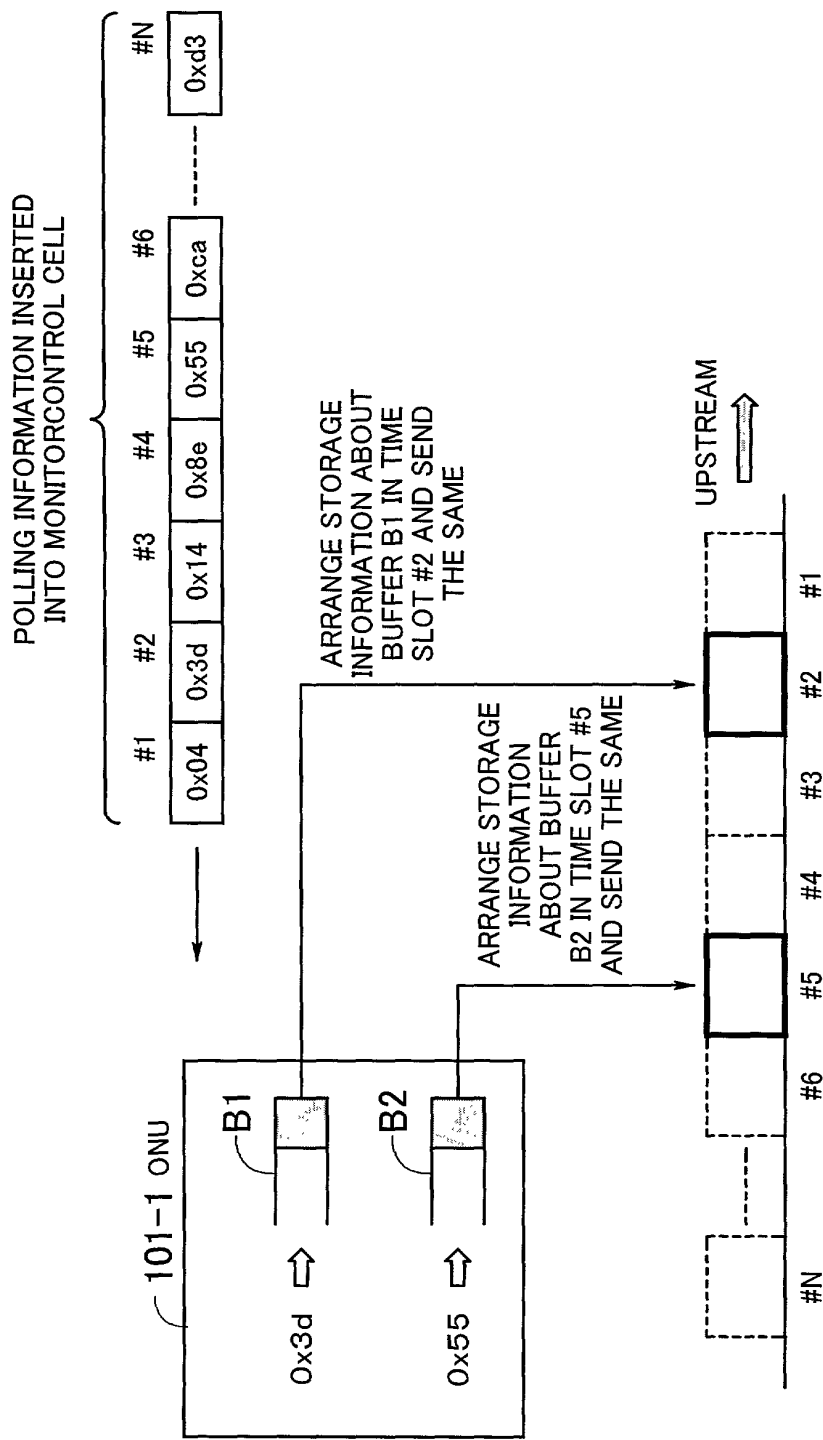 POLLING INFORMATION INSERTED
INTO MONITORCONTROL CELL
#1 #2 #3 #4 #5 #6 #N
0x04 0x3d 0x14 0x8e 0x55 0xca 0xd3
101-1 ONU
B1
0x3d
B2
0x55
ARRANGE STORAGE
INFORMATION ABOUT
BUFFER B1 IN TIME
SLOT #2 AND SEND
THE SAME
ARRANGE STORAGE
INFORMATION
ABOUT BUFFER
B2 IN TIME SLOT #5
AND SEND THE SAME
UPSTREAM
#N #6 #5 #4 #3 #2 #1